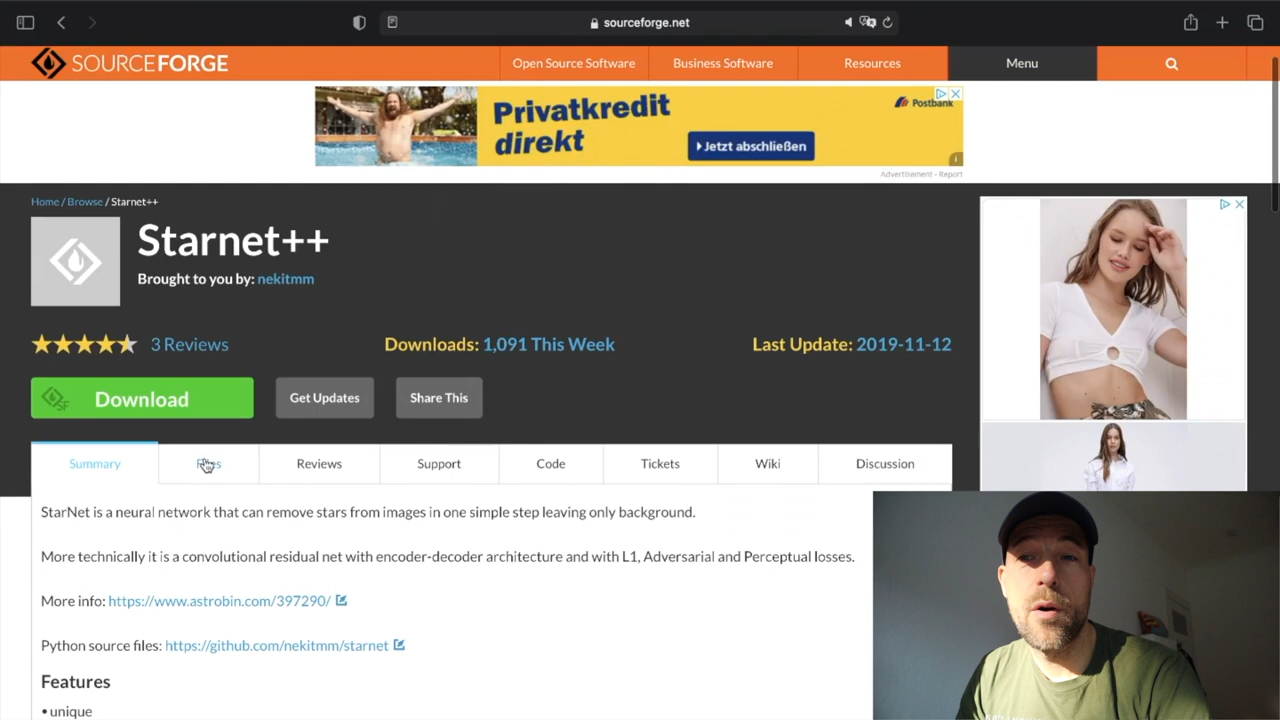 sourceforge.net
SOURCEFORGE
Open Source Software
Business Software
Resources
Menu
Privatkredit
direkt
Jetzt abschließen
Postbank
Advertisement - Report
Home / Browse / Starnet++
Starnet++
Brought to you by: nekitmm
3 Reviews
Downloads: 1,091 This Week
Last Update: 2019-11-12
SF
Download
Get Updates
Share This
Summary
Files
Reviews
Support
Code
Tickets
Wiki
Discussion
StarNet is a neural network that can remove stars from images in one simple step leaving only background.
More technically it is a convolutional residual net with encoder-decoder architecture and with L1, Adversarial and Perceptual losses.
More info: https://www.astrobin.com/397290/
Python source files: https://github.com/nekitmm/starnet
Features
• unique